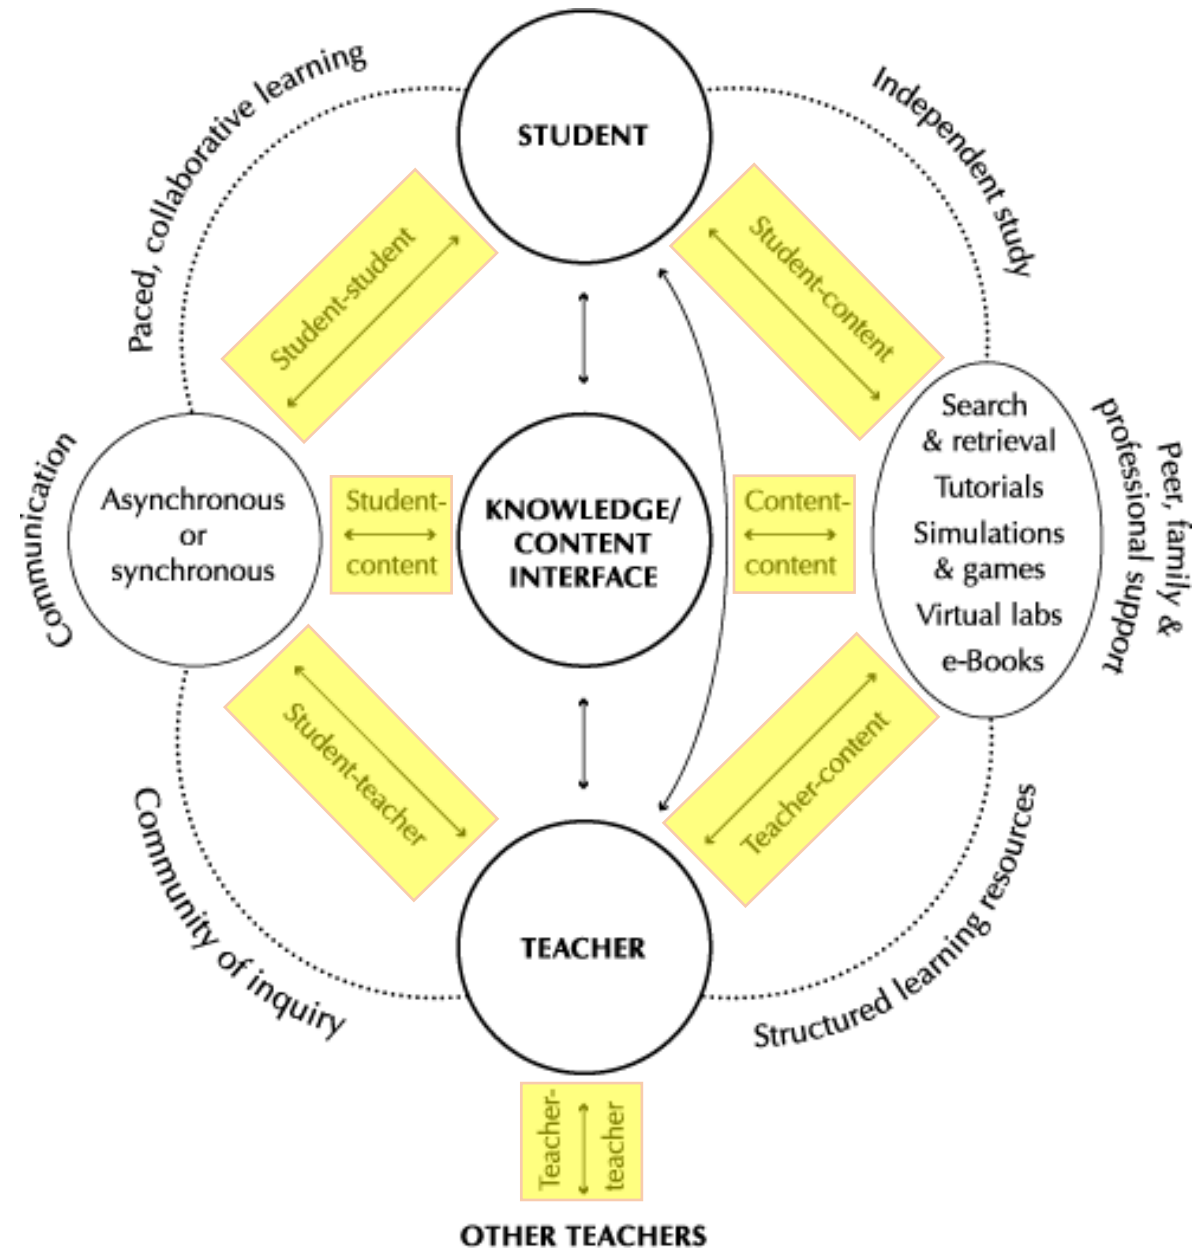 STUDENT
Paced, collaborative learning
Independent study
Student-student
Student-content
Communication
Asynchronous
or
synchronous
Student-
content
KNOWLEDGE/
CONTENT
INTERFACE
Content-
content
Search
& retrieval
Tutorials
Simulations
& games
Virtual labs
e-Books
Peer, family &
professional support
Student-teacher
Teacher-content
Community of inquiry
TEACHER
Structured learning resources
Teacher-
teacher
OTHER TEACHERS